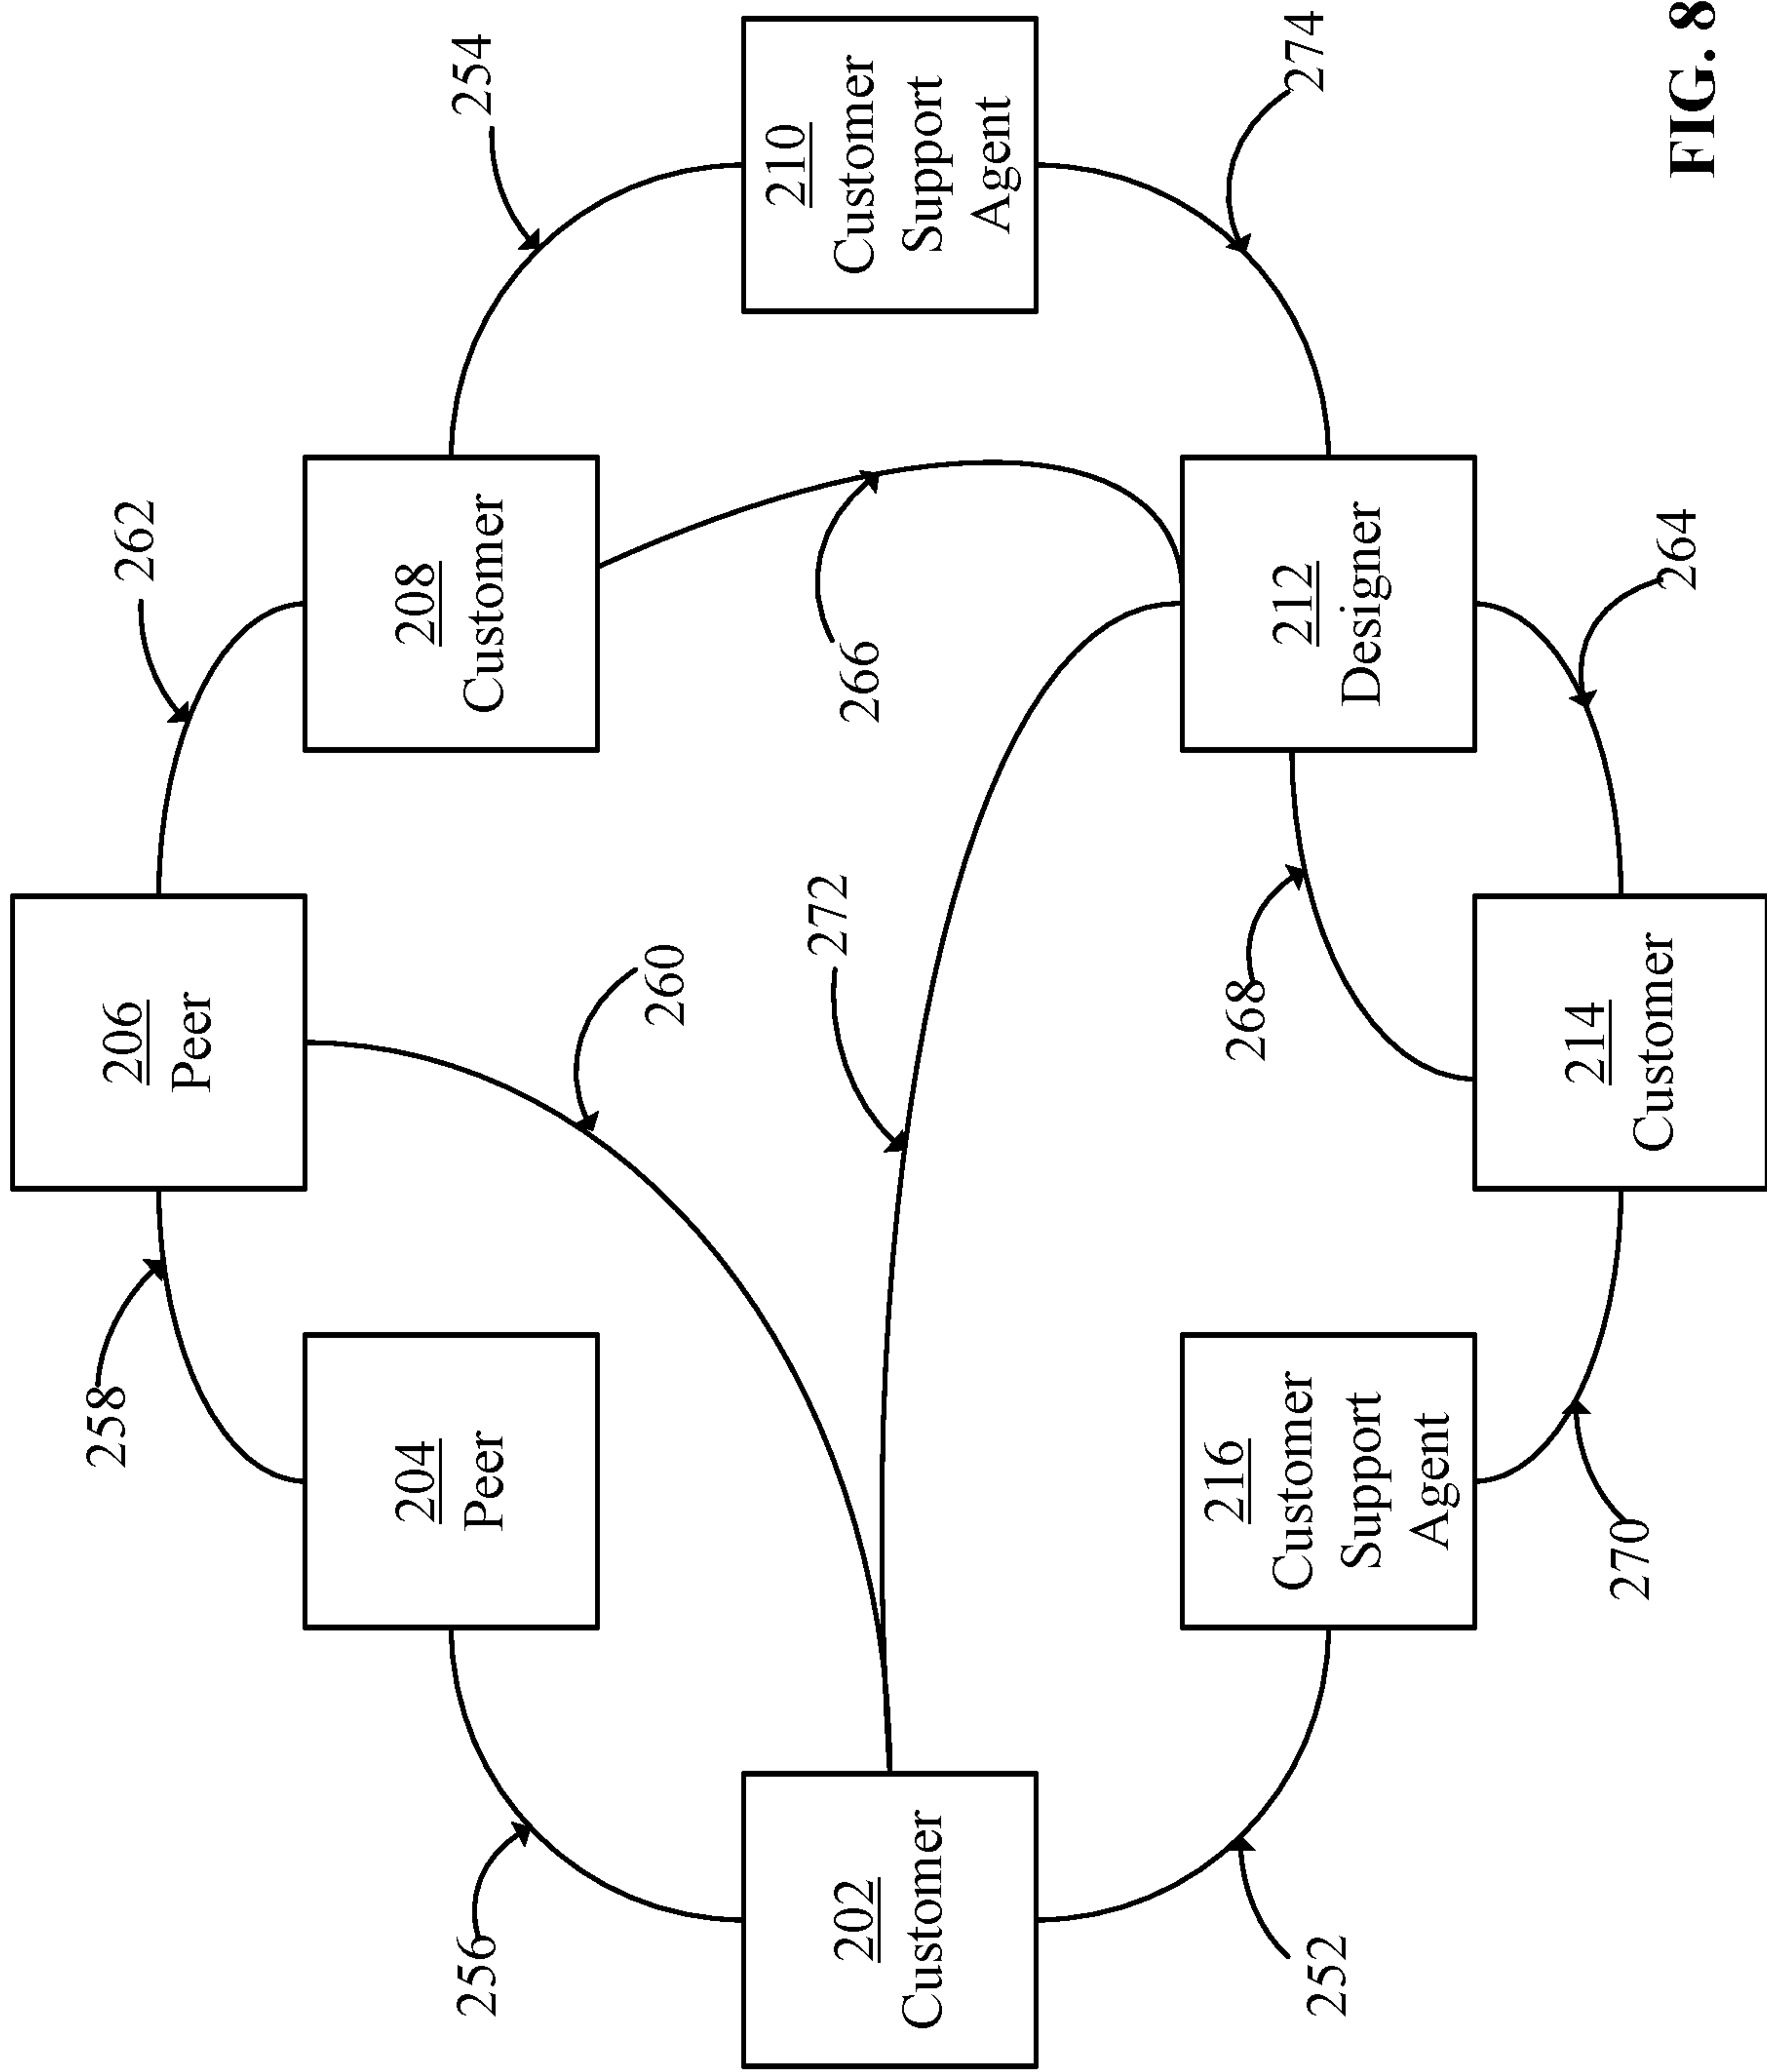 258
206
Peer
262
256
204
Peer
208
Customer
254
260
202
Customer
272
266
210
Customer
Support
Agent
216
Customer
Support
Agent
268
212
Designer
252
274
270
214
Customer
264
FIG. 8